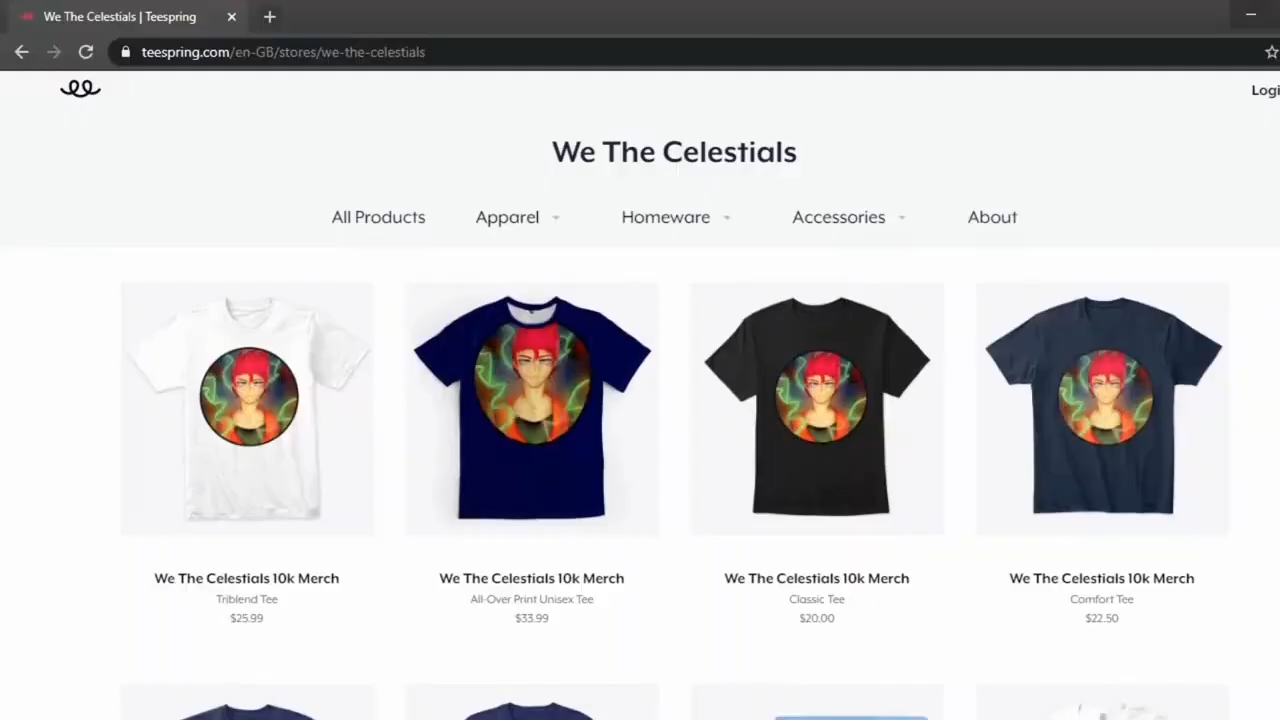 We The Celestials | Teespring
teespring.com/en-GB/stores/we-the-celestials
We The Celestials
All Products Apparel Homeware Accessories About
We The Celestials 10k Merch
Triblend Tee
$25.99
We The Celestials 10k Merch
All-Over Print Unisex Tee
$33.99
We The Celestials 10k Merch
Classic Tee
$20.00
We The Celestials 10k Merch
Comfort Tee
$22.50